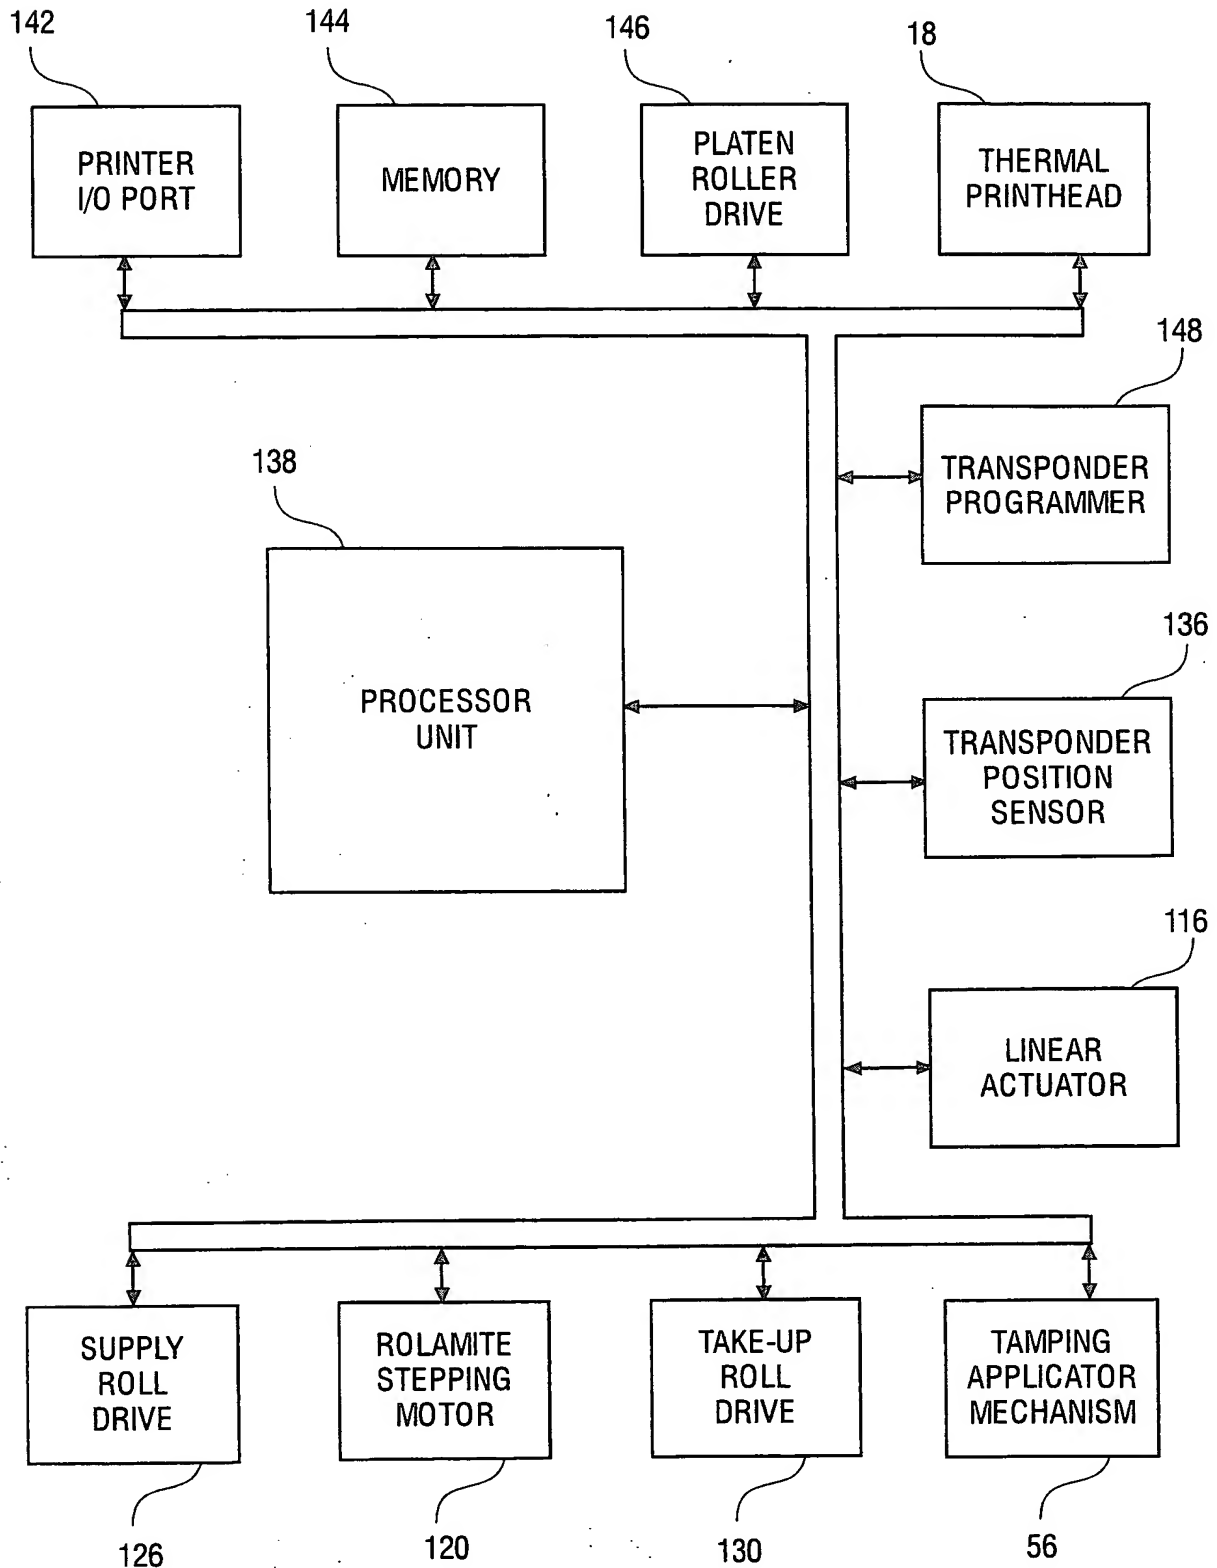 142
144
146
18
PRINTER
I/O PORT
MEMORY
PLATEN
ROLLER
DRIVE
THERMAL
PRINTHEAD
148
TRANSPONDER
PROGRAMMER
138
PROCESSOR
UNIT
136
TRANSPONDER
POSITION
SENSOR
116
LINEAR
ACTUATOR
SUPPLY
ROLL
DRIVE
ROLAMITE
STEPPING
MOTOR
TAKE-UP
ROLL
DRIVE
TAMPING
APPLICATOR
MECHANISM
126
120
130
56